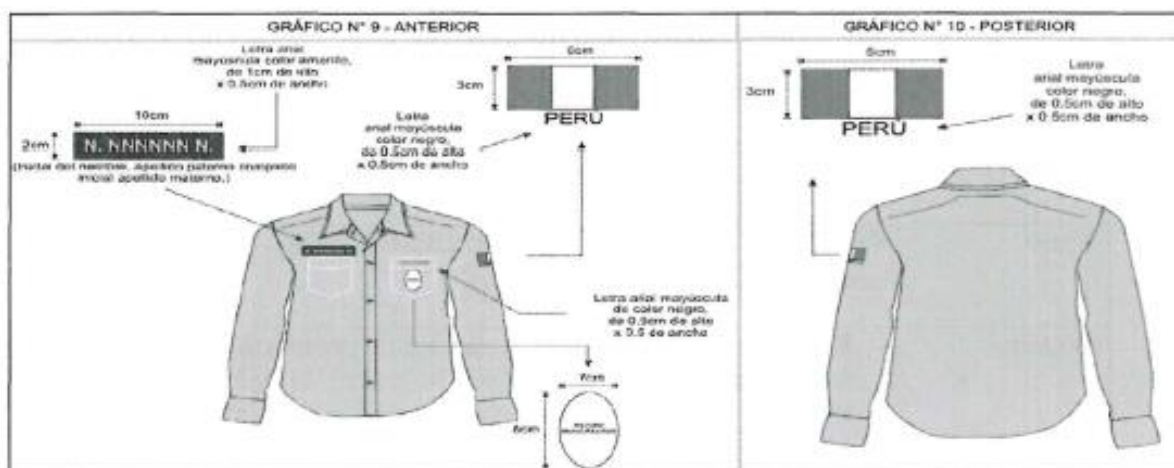 GRÁFICO N° 9 - ANTERIOR
Letra arial
mayúscula color amarillo,
de 1cm de alto
x 0.5cm de ancho
10cm
2cm
N. NNNNNNN N.
(Inicial del nombre, apellido paterno completo
inicial apellido materno.)
6cm
3cm
PERÚ
Letra
arial mayúscula
color negro,
de 0.5cm de alto
x 0.5cm de ancho
Letra arial mayúscula
de color negro,
de 0.5cm de alto
x 0.5 de ancho
8cm
GRÁFICO N° 10 - POSTERIOR
6cm
3cm
PERÚ
Letra
arial mayúscula
color negro,
de 0.5cm de alto
x 0.5cm de ancho